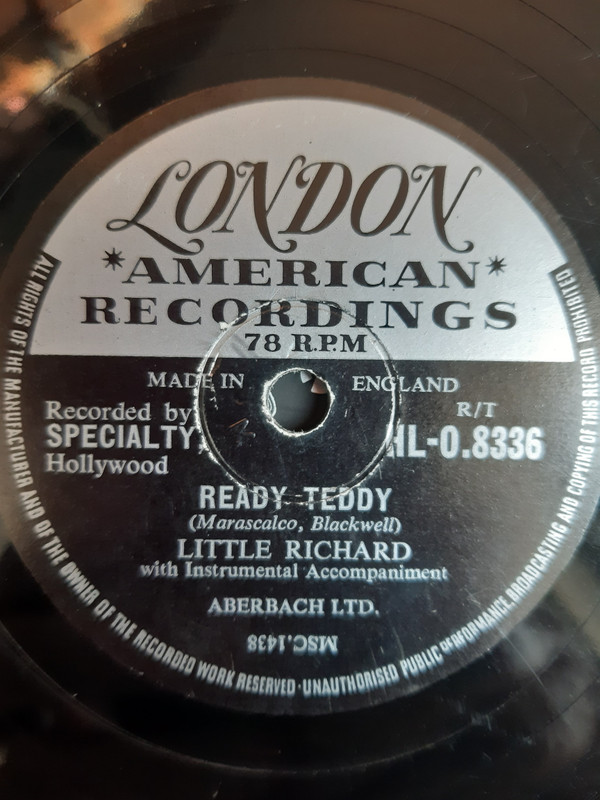 LONDON
*AMERICAN*
RECORDINGS
78 R.P.M
MADE IN ENGLAND
Recorded by R/T
SPECIALTY HL-O.8336
Hollywood
READY TEDDY
(Marascalco, Blackwell)
LITTLE RICHARD
with Instrumental Accompaniment
ABERBACH LTD.
MSC.1438
ALL RIGHTS OF THE MANUFACTURER AND OF THE OWNER OF THE RECORDED WORK RESERVED·UNAUTHORISED PUBLIC PERFORMANCE, BROADCASTING AND COPYING OF THIS RECORD PROHIBITED